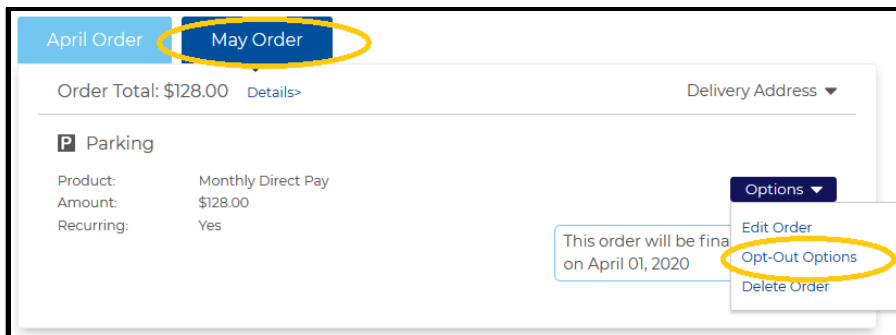 April Order
May Order
Order Total: $128.00 Details>
Delivery Address
P Parking
Product: Monthly Direct Pay
Amount: $128.00
Recurring: Yes
Options
Edit Order
Opt-Out Options
Delete Order
This order will be
on April 01, 2020